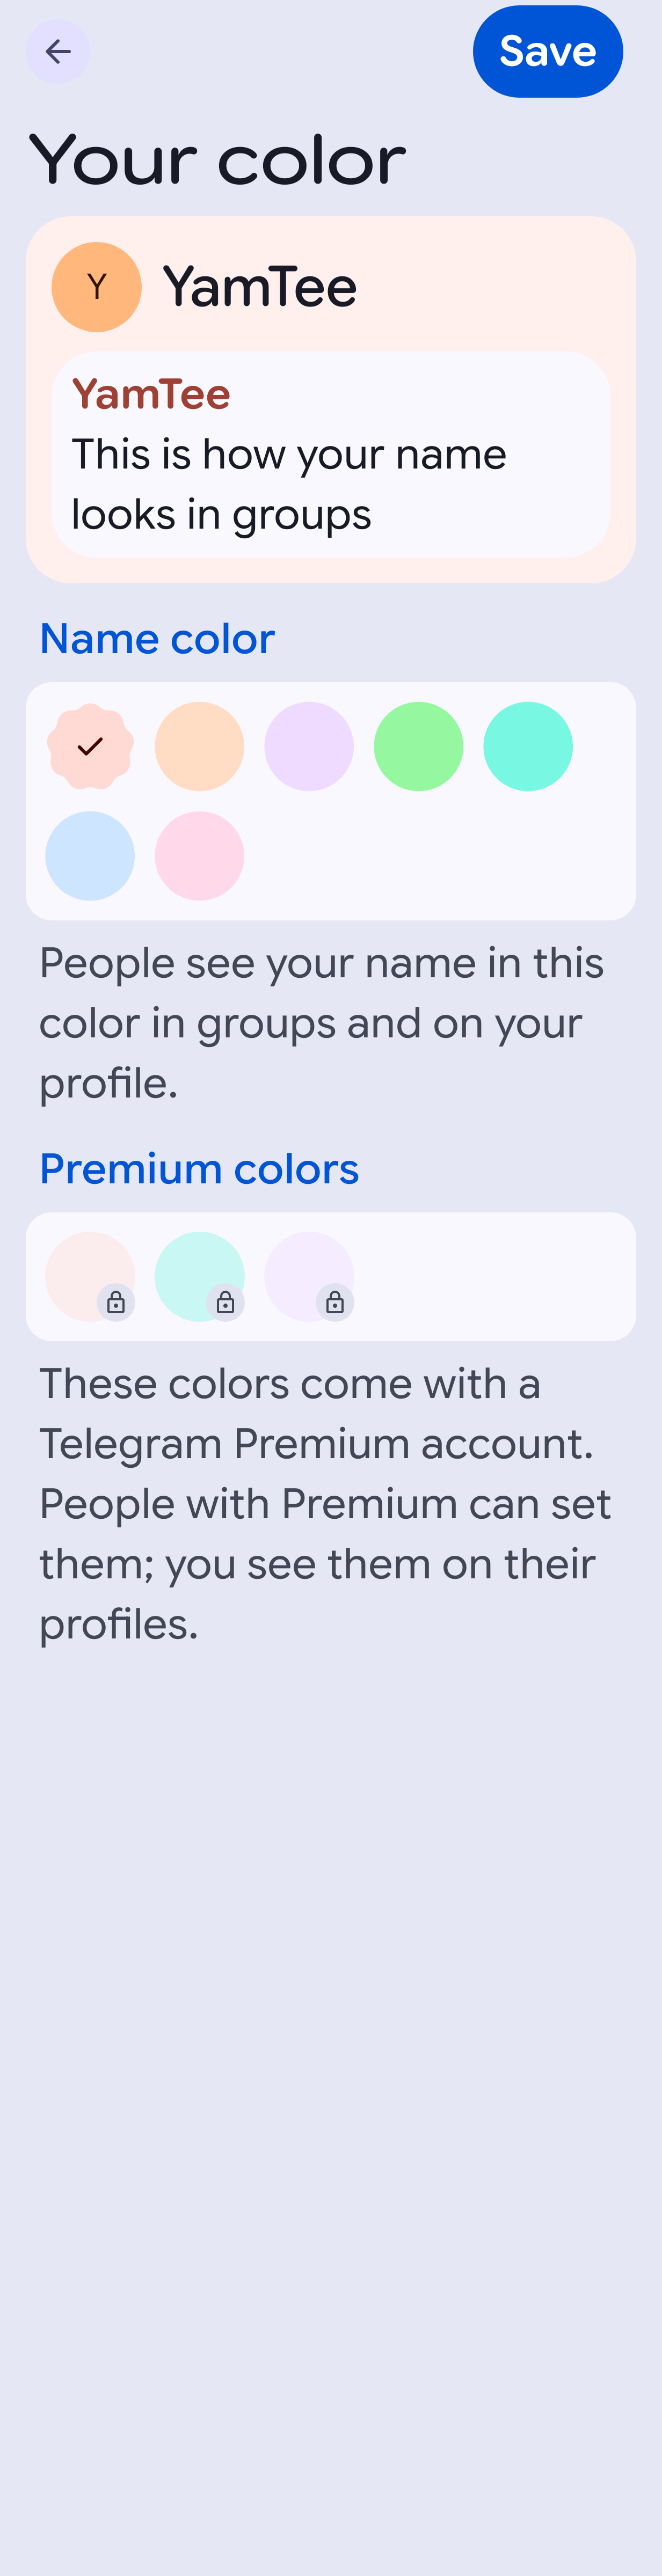 Save
Your color
Y
YamTee
YamTee
This is how your name
looks in groups
Name color
People see your name in this
color in groups and on your
profile.
Premium colors
These colors come with a
Telegram Premium account.
People with Premium can set
them; you see them on their
profiles.